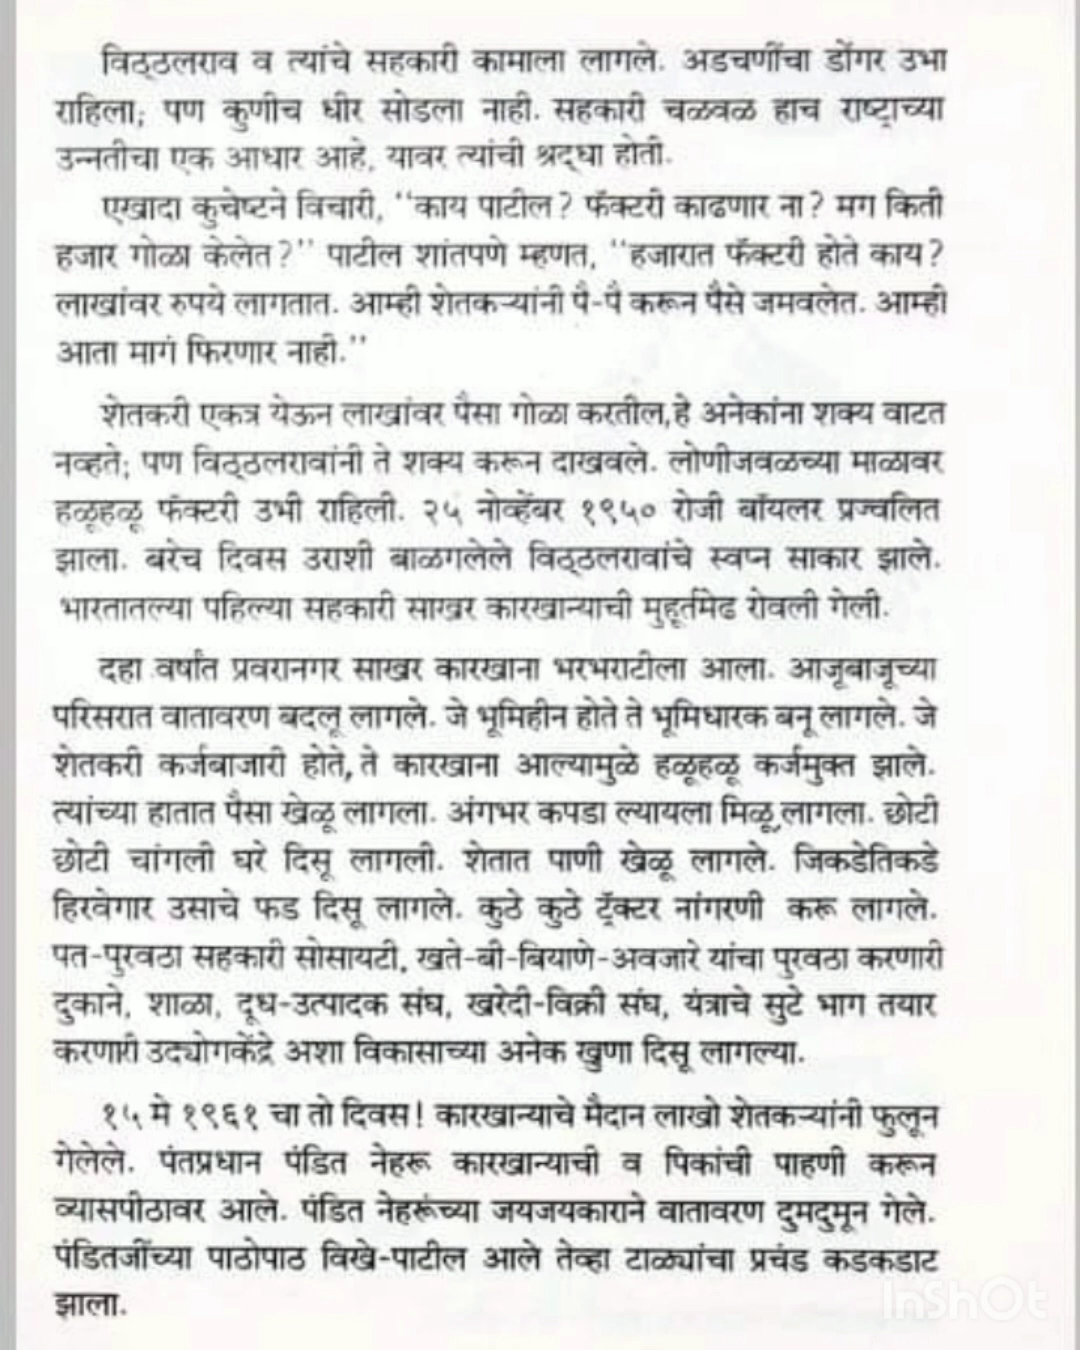 विठ्ठलराव व त्यांचे सहकारी कामाला लागले. अडचणींचा डोंगर उभा
राहिला; पण कुणीच धीर सोडला नाही. सहकारी चळवळ हाच राष्ट्राच्या
उन्नतीचा एक आधार आहे, यावर त्यांची श्रद्धा होती.
एखादा कुचेष्टने विचारी, “काय पाटील? फॅक्टरी काढणार ना? मग किती
हजार गोळा केलेत?” पाटील शांतपणे म्हणत, “हजारात फॅक्टरी होते काय?
लाखांवर रुपये लागतात. आम्ही शेतकऱ्यांनी पै-पै करून पैसे जमवलेत. आम्ही
आता मागं फिरणार नाही.”
शेतकरी एकत्र येऊन लाखांवर पैसा गोळा करतील, हे अनेकांना शक्य वाटत
नव्हते; पण विठ्ठलरावांनी ते शक्य करून दाखवले. लोणीजवळच्या माळावर
हळूहळू फॅक्टरी उभी राहिली. २५ नोव्हेंबर १९५० रोजी बॉयलर प्रज्वलित
झाला. बरेच दिवस उराशी बाळगलेले विठ्ठलरावांचे स्वप्न साकार झाले.
भारतातल्या पहिल्या सहकारी साखर कारखान्याची मुहूर्तमेढ रोवली गेली.
दहा वर्षांत प्रवरानगर साखर कारखाना भरभराटीला आला. आजूबाजूच्या
परिसरात वातावरण बदलू लागले. जे भूमिहीन होते ते भूमिधारक बनू लागले. जे
शेतकरी कर्जबाजारी होते, ते कारखाना आल्यामुळे हळूहळू कर्जमुक्त झाले.
त्यांच्या हातात पैसा खेळू लागला. अंगभर कपडा ल्यायला मिळू लागला. छोटी
छोटी चांगली घरे दिसू लागली. शेतात पाणी खेळू लागले. जिकडेतिकडे
हिरवेगार उसाचे फड दिसू लागले. कुठे कुठे ट्रॅक्टर नांगरणी करू लागले.
पत-पुरवठा सहकारी सोसायटी, खते-बी-बियाणे-अवजारे यांचा पुरवठा करणारी
दुकाने, शाळा, दूध-उत्पादक संघ, खरेदी-विक्री संघ, यंत्राचे सुटे भाग तयार
करणारी उद्योगकेंद्रे अशा विकासाच्या अनेक खुणा दिसू लागल्या.
१५ मे १९६१ चा तो दिवस! कारखान्याचे मैदान लाखो शेतकऱ्यांनी फुलून
गेलेले. पंतप्रधान पंडित नेहरू कारखान्याची व पिकांची पाहणी करून
व्यासपीठावर आले. पंडित नेहरूंच्या जयजयकाराने वातावरण दुमदुमून गेले.
पंडितजींच्या पाठोपाठ विखे-पाटील आले तेव्हा टाळ्यांचा प्रचंड कडकडाट
झाला.
InShOt